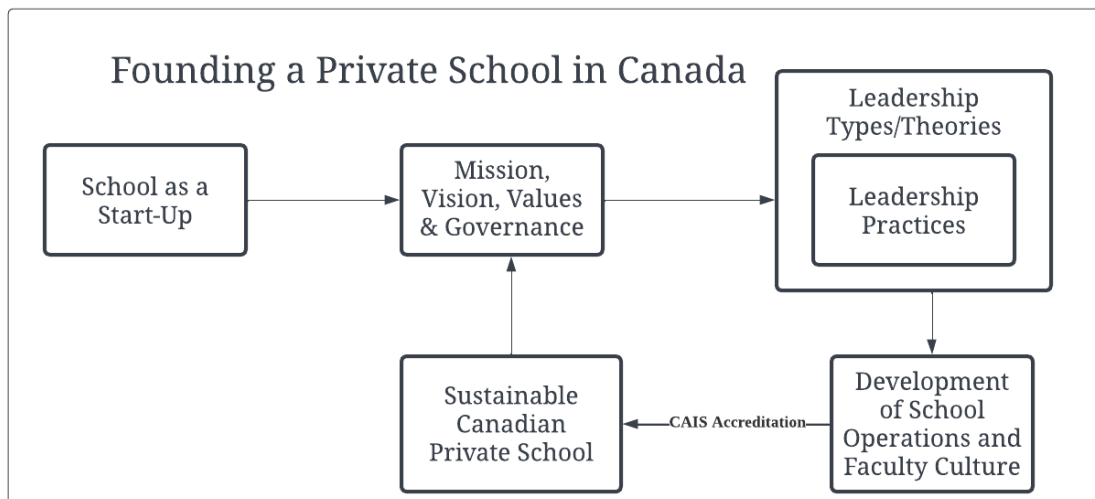 Founding a Private School in Canada
School as a
Start-Up
Mission,
Vision, Values
& Governance
Leadership
Types/Theories
Leadership
Practices
Development
of School
Operations and
Faculty Culture
CAIS Accreditation
Sustainable
Canadian
Private School